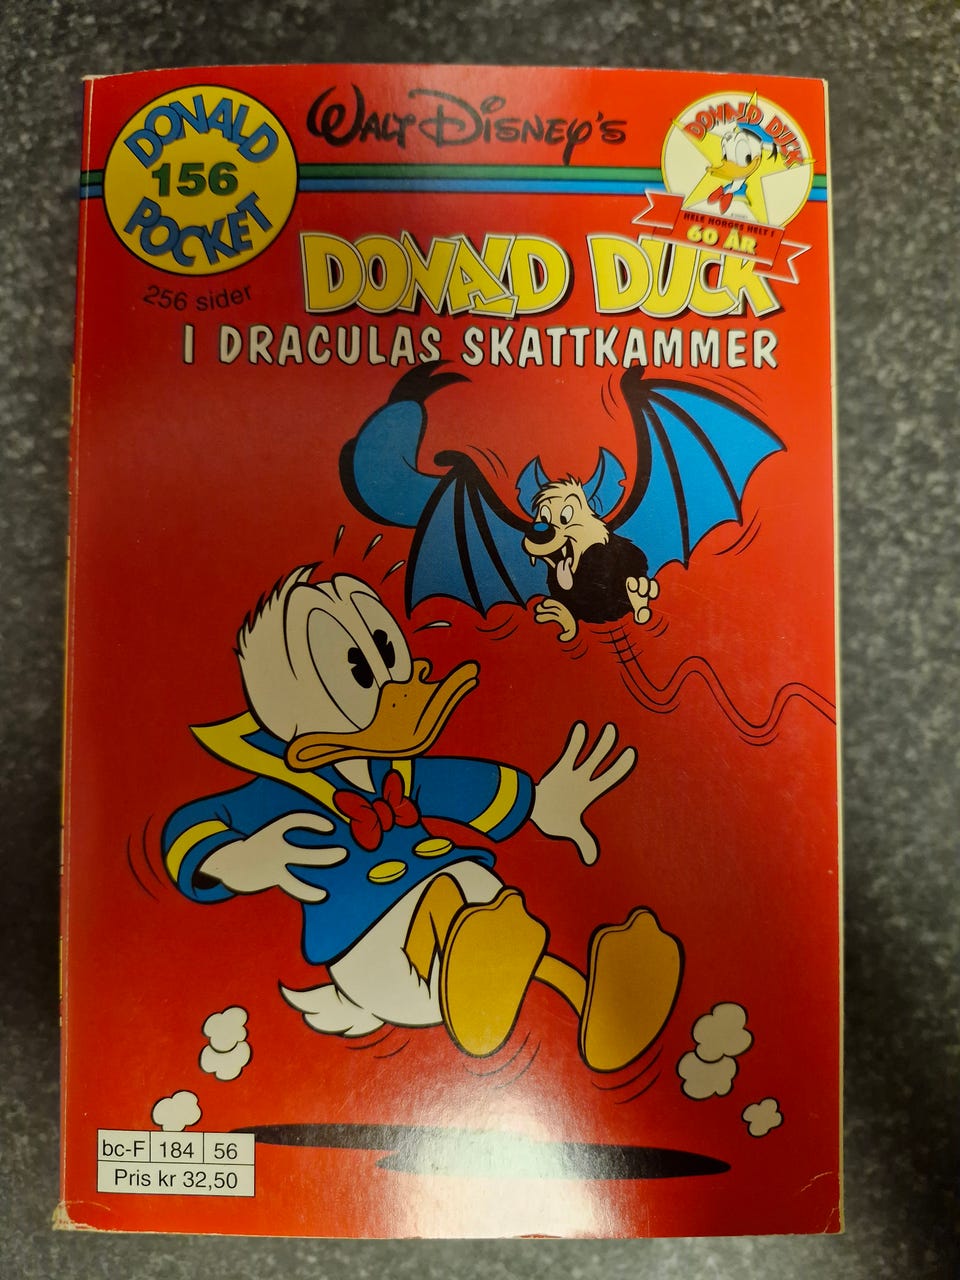 DONALD
156
POCKET
256 sider
WALT DISNEY'S
DONALD DUCK
HELE NORGES HELT I
60 ÅR
DONALD DUCK
I DRACULAS SKATTKAMMER
bc-F 184 56
Pris kr 32,50